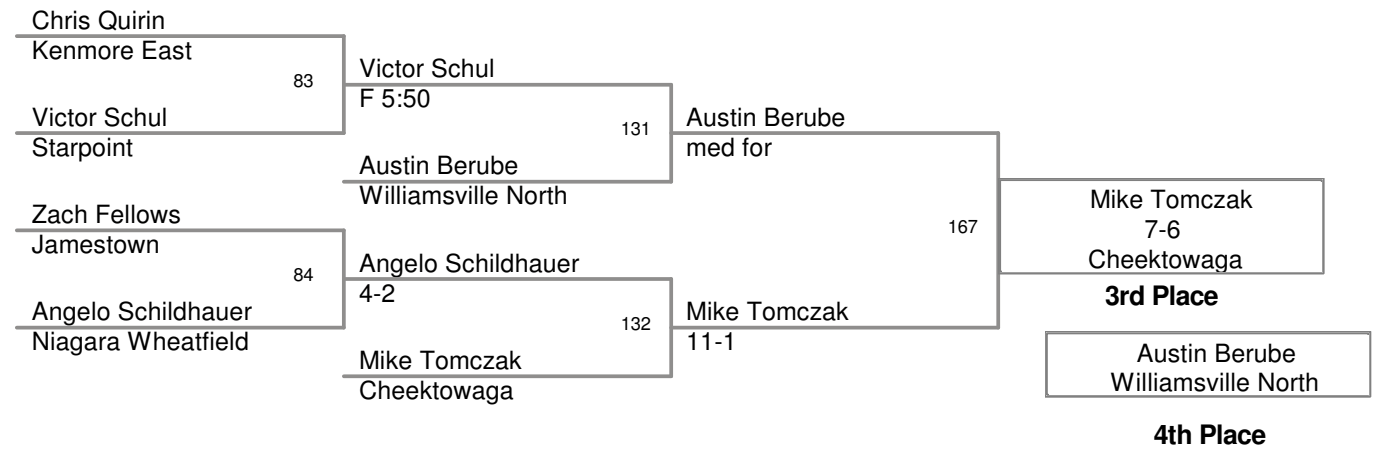 Chris Quirin
Kenmore East
83
Victor Schul
Starpoint
Victor Schul
F 5:50
131
Austin Berube
Williamsville North
Austin Berube
med for
Zach Fellows
Jamestown
84
Angelo Schildhauer
Niagara Wheatfield
Angelo Schildhauer
4-2
132
Mike Tomczak
Cheektowaga
Mike Tomczak
11-1
167
Mike Tomczak
7-6
Cheektowaga
3rd Place
Austin Berube
Williamsville North
4th Place